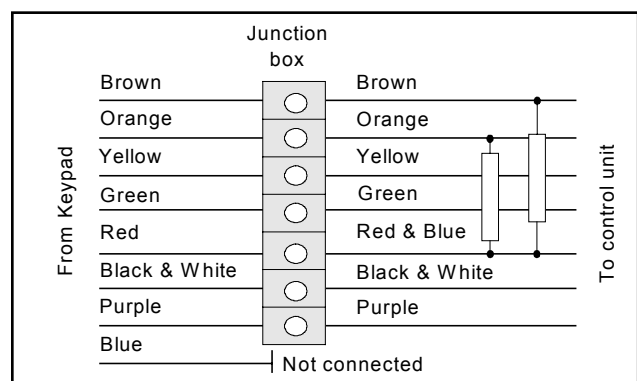 Junction
box
Brown
Brown
Orange
Orange
Yellow
Yellow
Green
Green
Red
Red & Blue
Black & White
Black & White
Purple
Purple
Blue
Not connected
From Keypad
To control unit